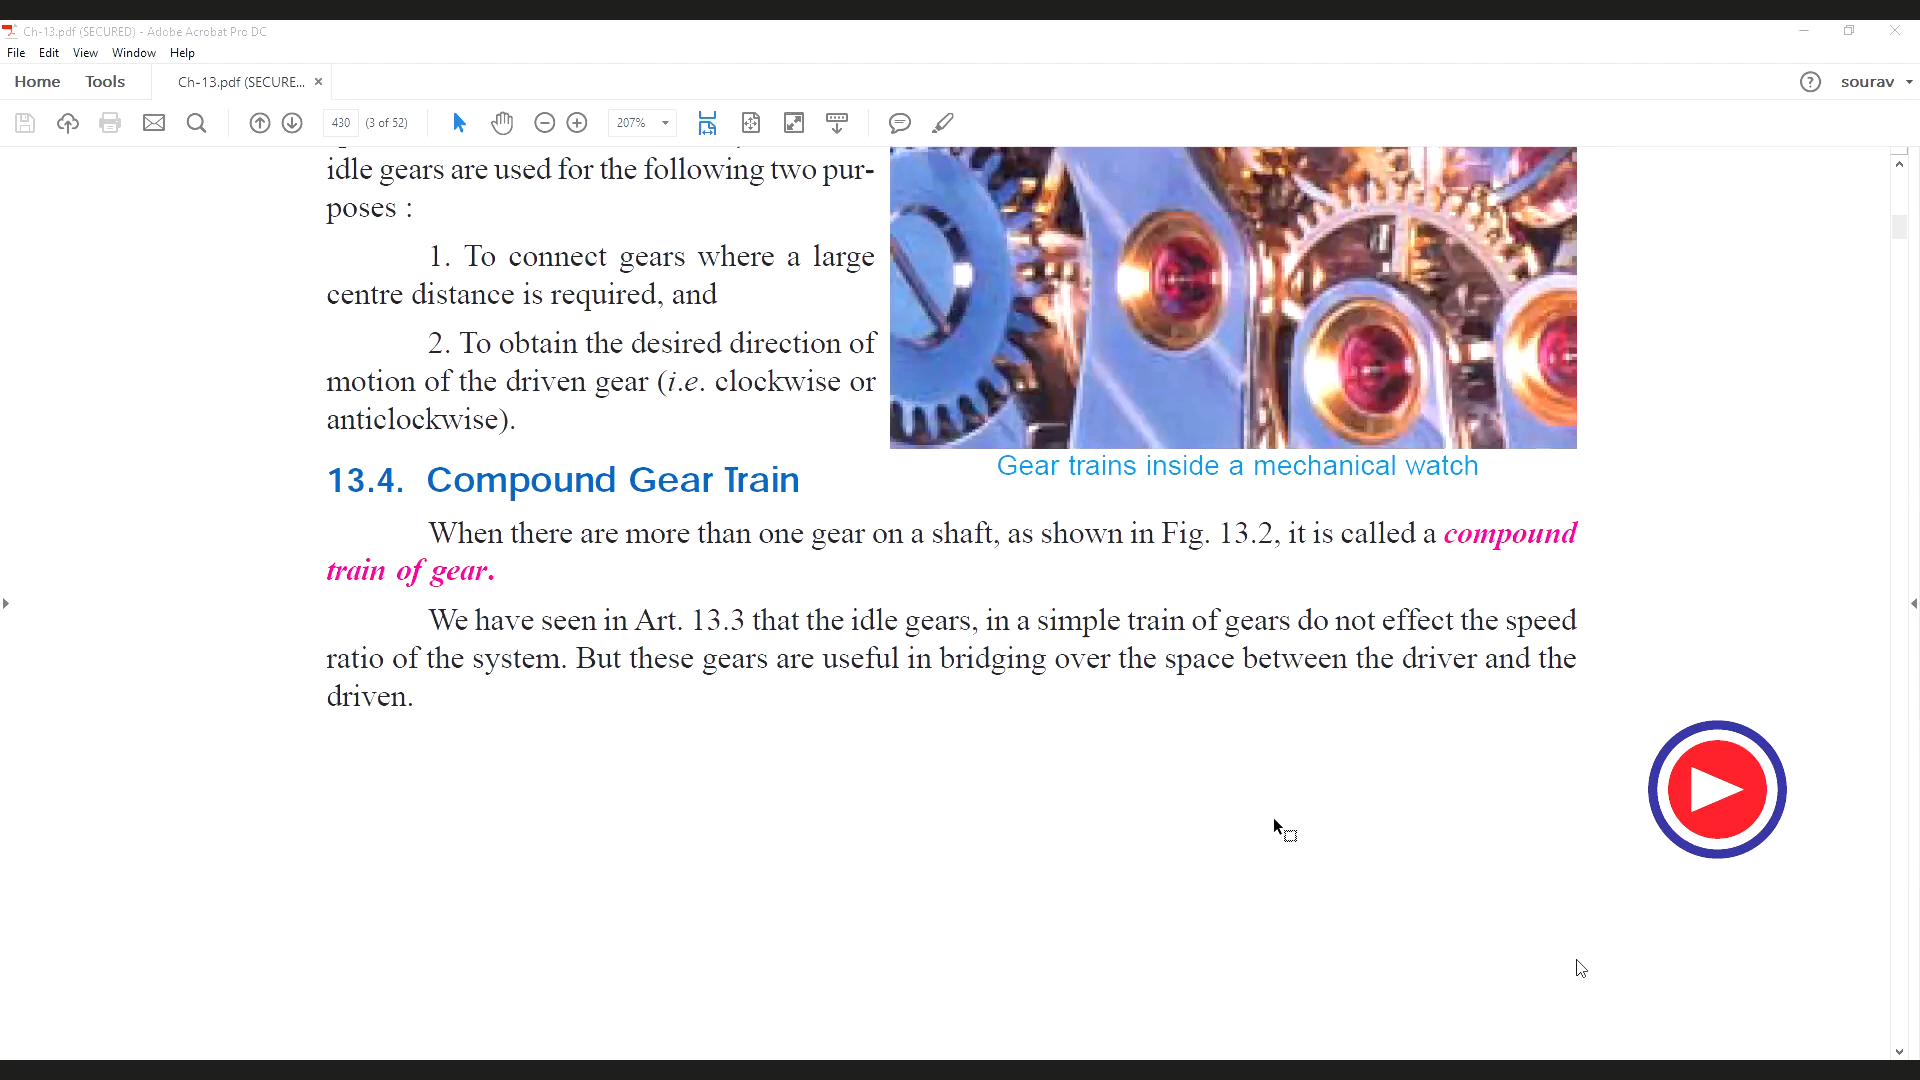 Ch-13.pdf (SECURED) - Adobe Acrobat Pro DC
File Edit View Window Help
Home Tools Ch-13.pdf (SECURE... × sourav
430 (3 of 52) 207%
idle gears are used for the following two pur-
poses :
1. To connect gears where a large
centre distance is required, and
2. To obtain the desired direction of
motion of the driven gear (i.e. clockwise or
anticlockwise).
Gear trains inside a mechanical watch
13.4. Compound Gear Train
When there are more than one gear on a shaft, as shown in Fig. 13.2, it is called a compound
train of gear.
We have seen in Art. 13.3 that the idle gears, in a simple train of gears do not effect the speed
ratio of the system. But these gears are useful in bridging over the space between the driver and the
driven.